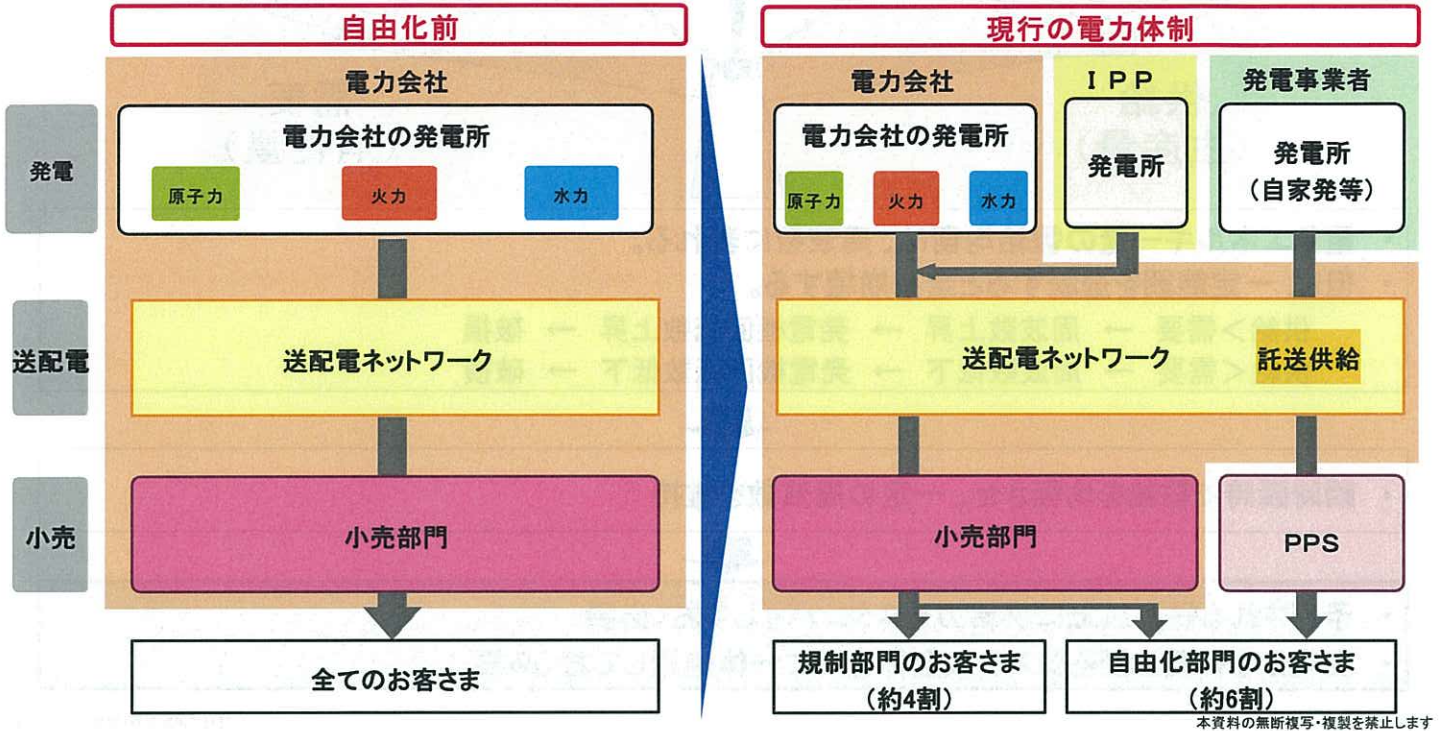 自由化前
現行の電力体制
発電
送配電
小売
電力会社
電力会社の発電所
原子力
火力
水力
送配電ネットワーク
小売部門
全てのお客さま
電力会社
電力会社の発電所
原子力
火力
水力
IPP
発電所
発電事業者
発電所
(自家発等)
送配電ネットワーク
託送供給
小売部門
PPS
規制部門のお客さま
(約4割)
自由化部門のお客さま
(約6割)
本資料の無断複写・複製を禁止します